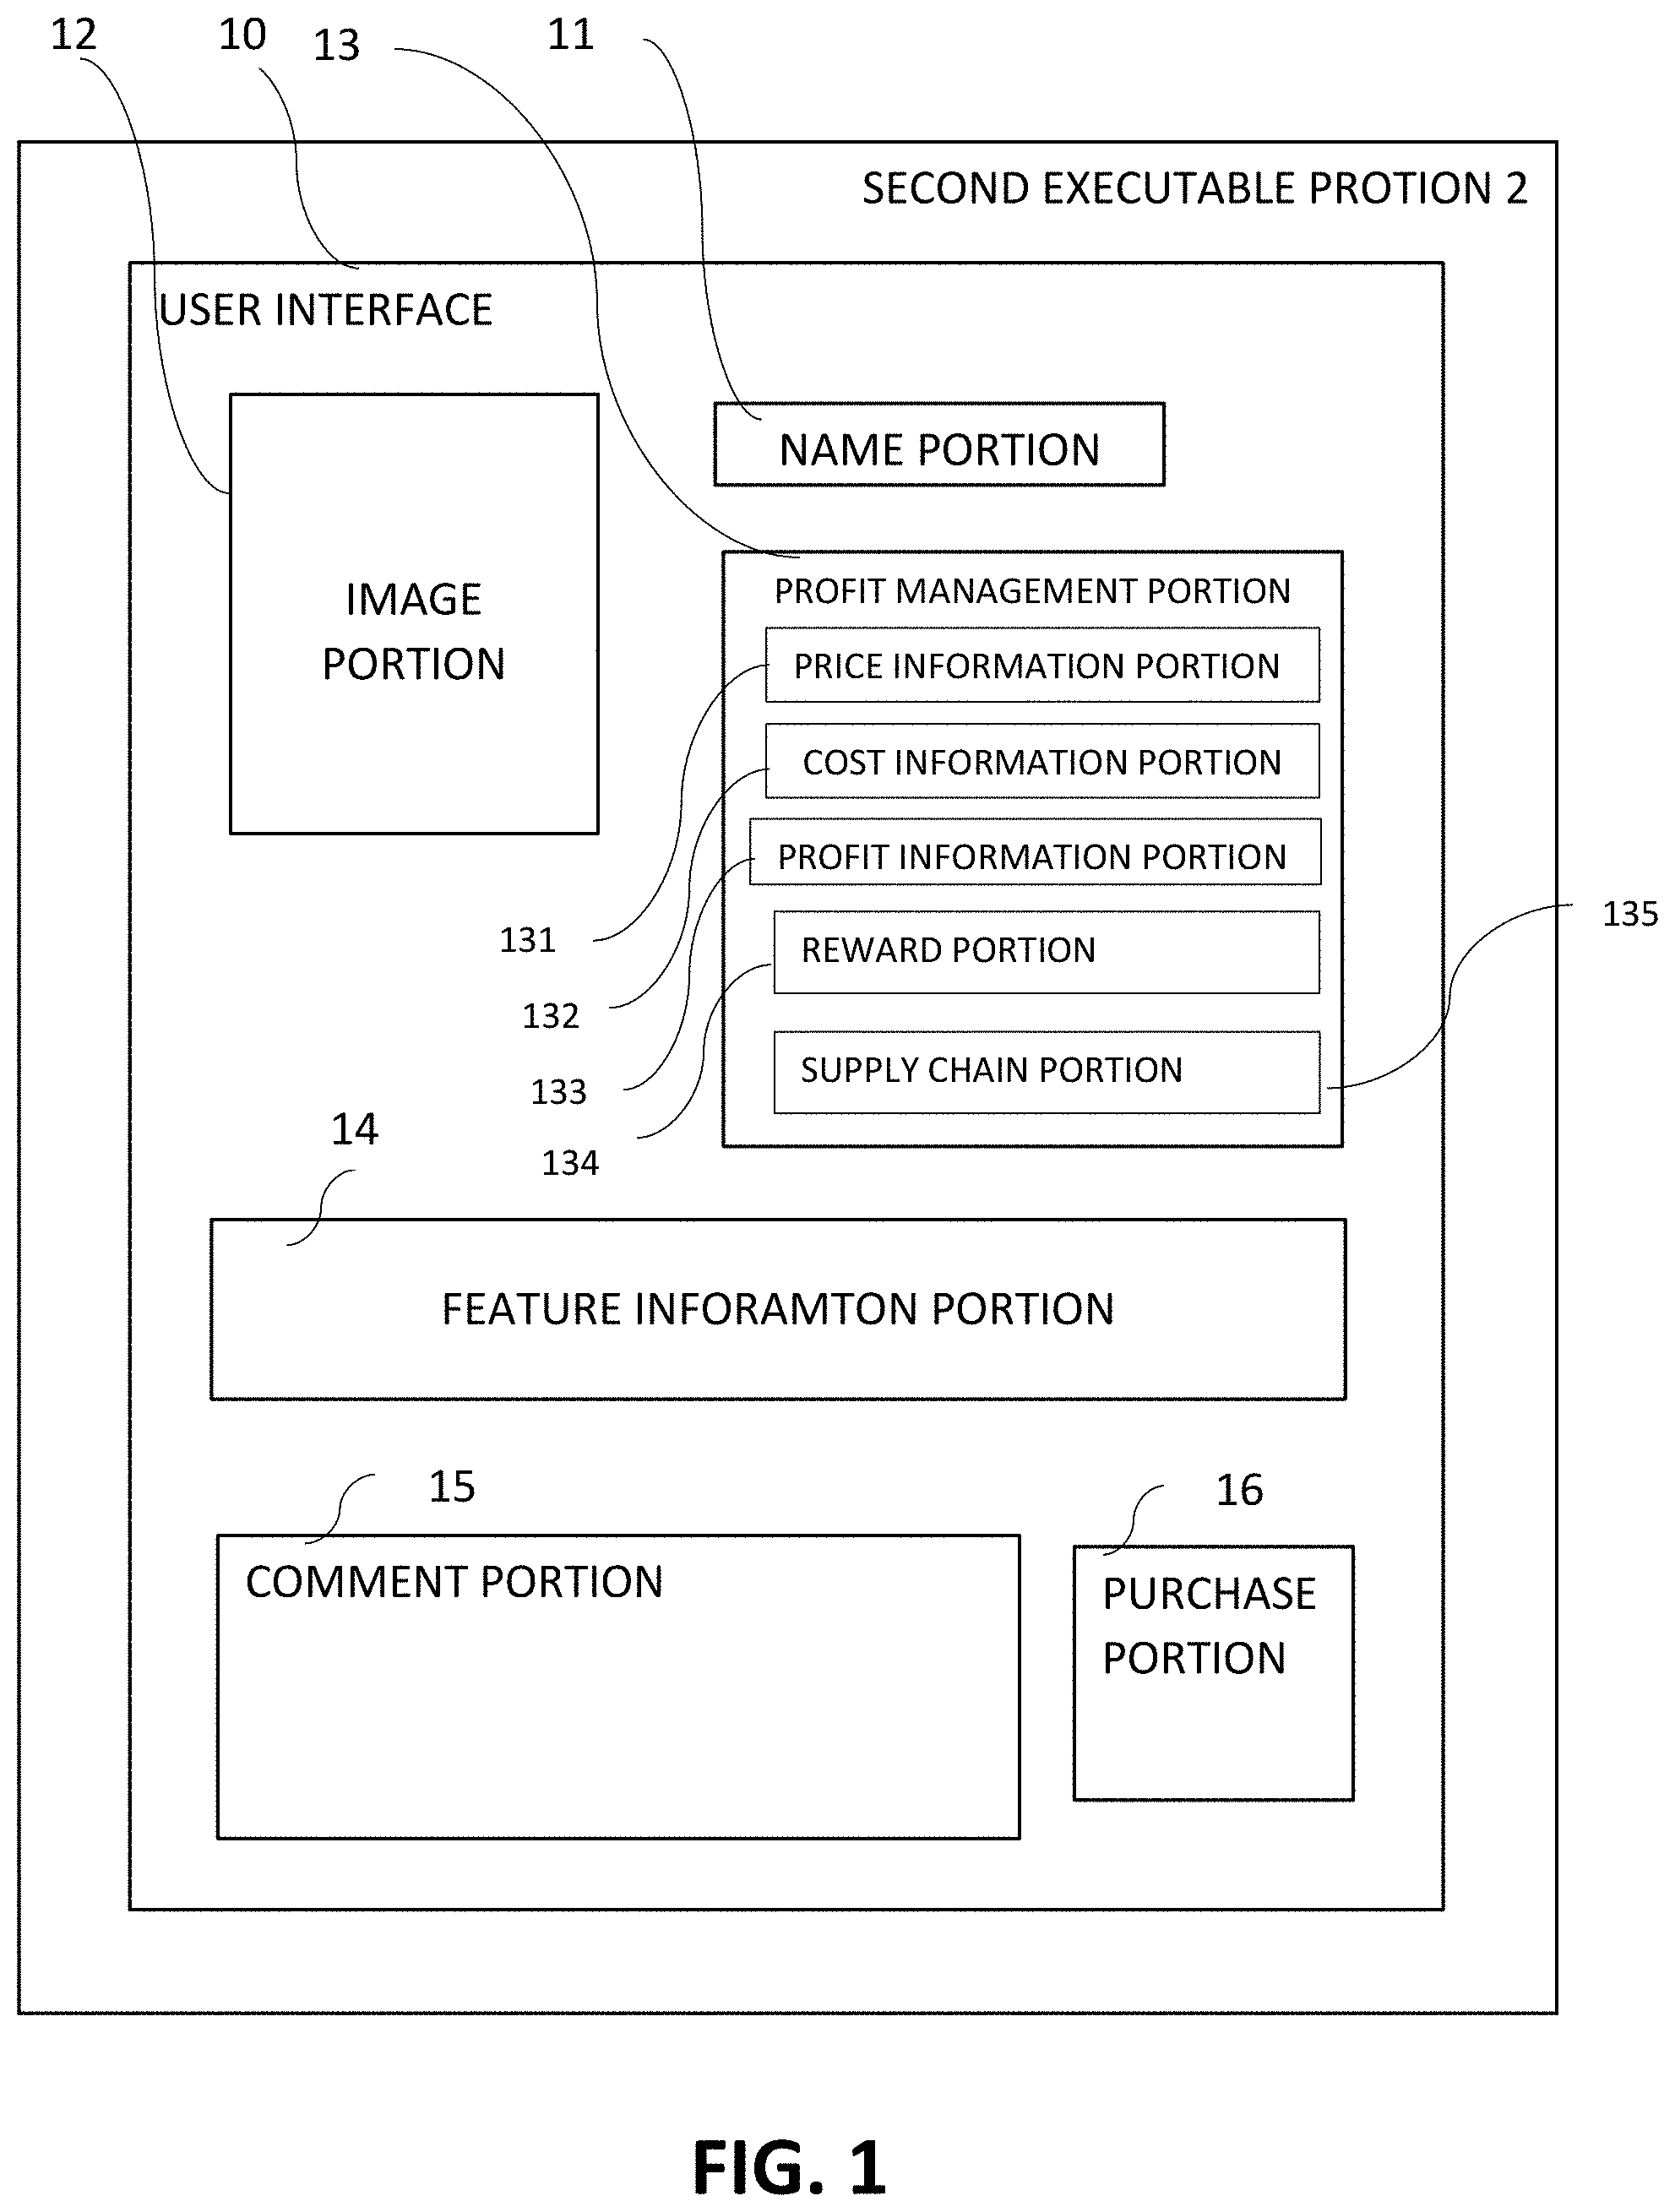 12
10
13
11
SECOND EXECUTABLE PROTION 2
USER INTERFACE
NAME PORTION
IMAGE
PORTION
PROFIT MANAGEMENT PORTION
PRICE INFORMATION PORTION
COST INFORMATION PORTION
PROFIT INFORMATION PORTION
REWARD PORTION
SUPPLY CHAIN PORTION
131
132
133
134
135
14
FEATURE INFORAMTON PORTION
15
COMMENT PORTION
16
PURCHASE
PORTION
FIG. 1